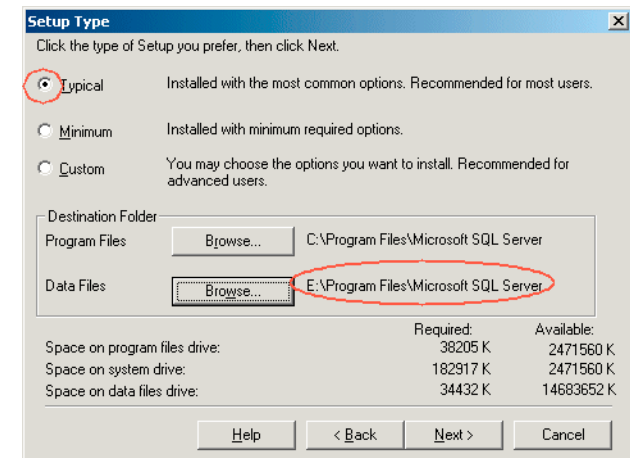 Setup Type
Click the type of Setup you prefer, then click Next.
Typical Installed with the most common options. Recommended for most users.
Minimum Installed with minimum required options.
Custom You may choose the options you want to install. Recommended for
advanced users.
Destination Folder
Program Files Browse... C:\Program Files\Microsoft SQL Server
Data Files Browse... E:\Program Files\Microsoft SQL Server
Required: Available:
Space on program files drive: 38205 K 2471560 K
Space on system drive: 182917 K 2471560 K
Space on data files drive: 34432 K 14683652 K
Help < Back Next > Cancel